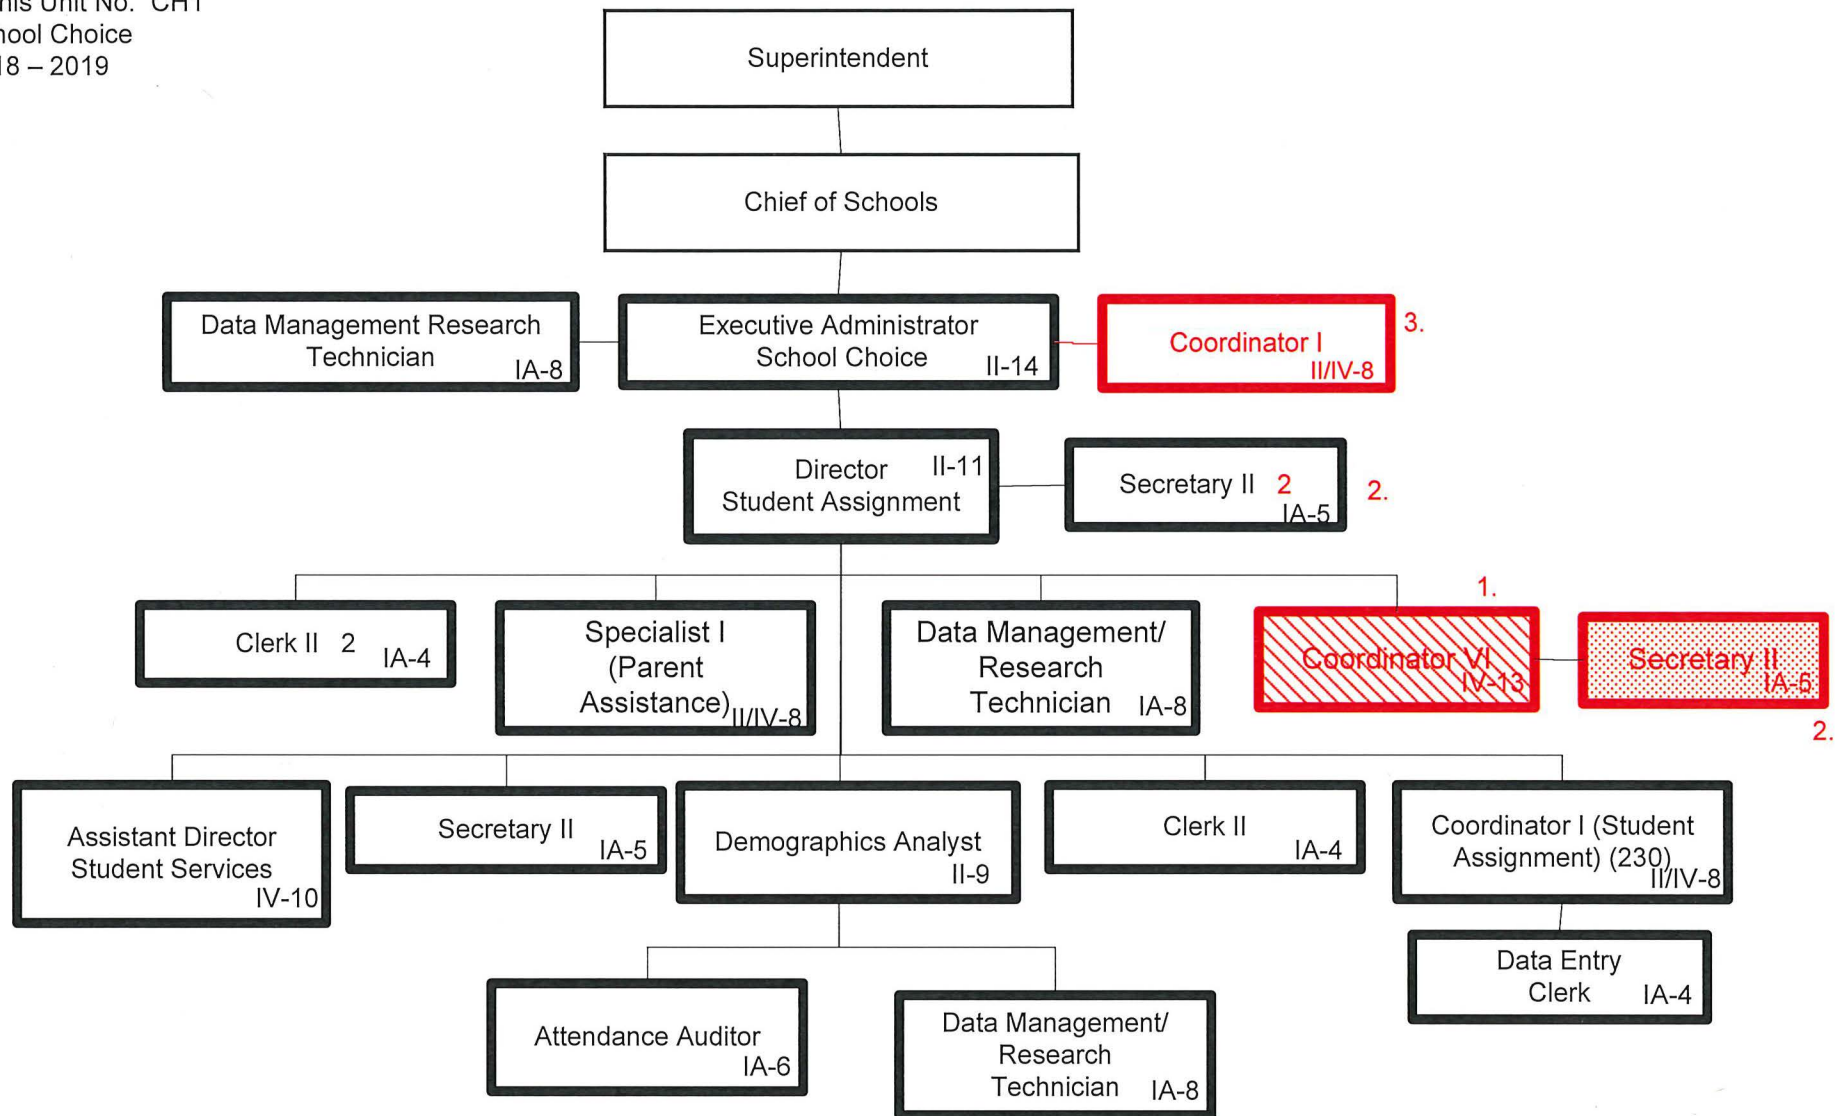 Unit No. CH1
School Choice
18 – 2019
Superintendent
Chief of Schools
Data Management Research
Technician
IA-8
Executive Administrator
School Choice
II-14
Coordinator I
II/IV-8
3.
Director
II-11
Student Assignment
Secretary II 2
IA-5
2.
1.
Clerk II 2
IA-4
Specialist I
(Parent
Assistance)
II/IV-8
Data Management/
Research
Technician IA-8
Coordinator VI
IV-13
Secretary II
IA-5
2.
Assistant Director
Student Services
IV-10
Secretary II
IA-5
Demographics Analyst
II-9
Clerk II
IA-4
Coordinator I (Student
Assignment) (230)
II/IV-8
Data Entry
Clerk IA-4
Attendance Auditor
IA-6
Data Management/
Research
Technician IA-8